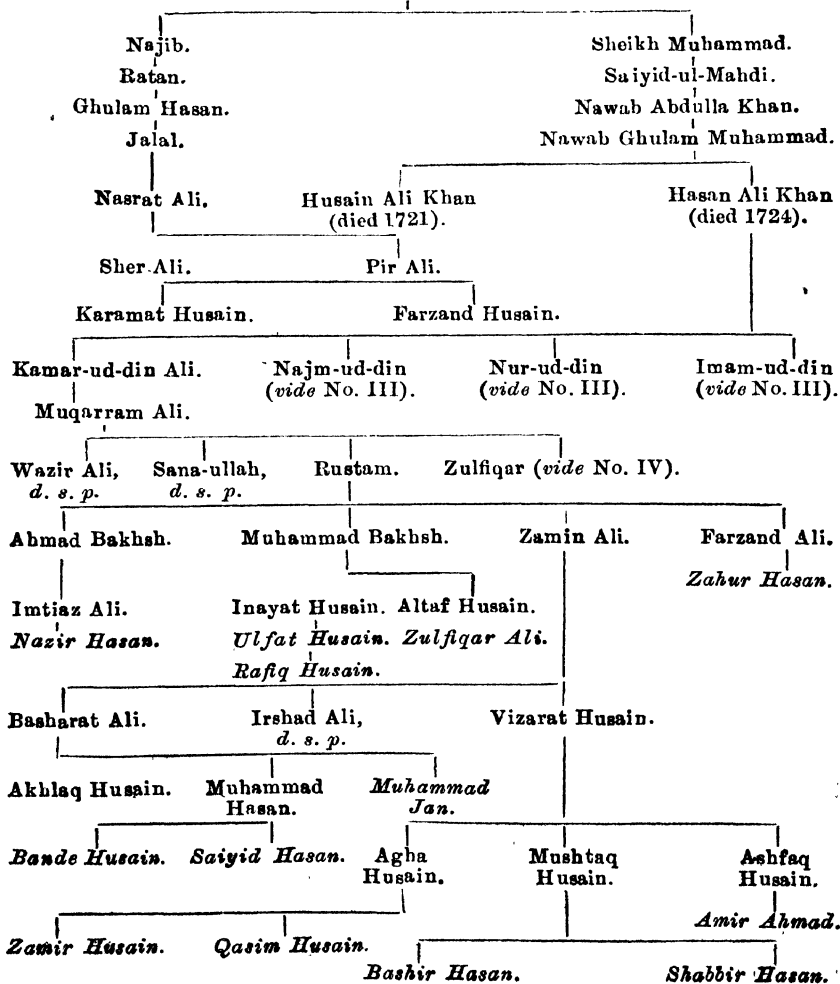 Najib. Sheikh Muhammad.
Ratan. Saiyid-ul-Mahdi.
Ghulam Hasan. Nawab Abdulla Khan.
Jalal. Nawab Ghulam Muhammad.
Nasrat Ali. Husain Ali Khan Hasan Ali Khan
(died 1721). (died 1724).
Sher Ali. Pir Ali.
Karamat Husain. Farzand Husain.
Kamar-ud-din Ali. Najm-ud-din Nur-ud-din Imam-ud-din
(vide No. III). (vide No. III). (vide No. III).
Muqarram Ali.
Wazir Ali, Sana-ullah, Rustam. Zulfiqar (vide No. IV).
d. s. p. d. s. p.
Ahmad Bakhsh. Muhammad Bakhsh. Zamin Ali. Farzand Ali.
Zahur Hasan.
Imtiaz Ali. Inayat Husain. Altaf Husain.
Nazir Hasan. Ulfat Husain. Zulfiqar Ali.
Rafiq Husain.
Basharat Ali. Irshad Ali, Vizarat Husain.
d. s. p.
Akhlaq Husain. Muhammad Muhammad
Hasan. Jan.
Bande Husain. Saiyid Hasan. Agha Mushtaq Ashfaq
Husain. Husain. Husain.
Amir Ahmad.
Zamir Husain. Qasim Husain.
Bashir Hasan. Shabbir Hasan.